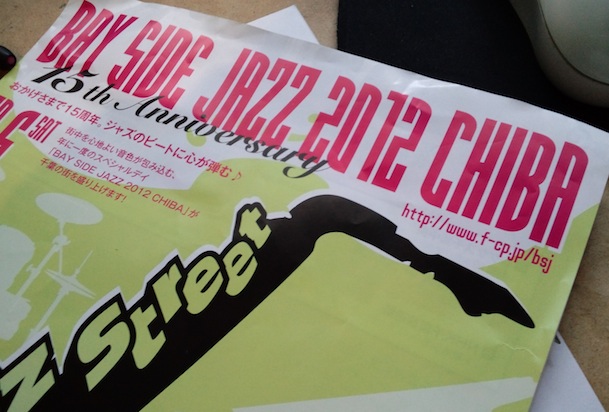 BAY SIDE JAZZ 2012 CHIBA
15th Anniversary
おかげさまで15周年。ジャズのビートに心が弾む♪
街中を心地よい音色が包み込む、
年に一度のスペシャルデイ
「BAY SIDE JAZZ 2012 CHIBA」が
千葉の街を盛り上げます!
http://www.f-cp.jp/bsj
6 SAT
z Street